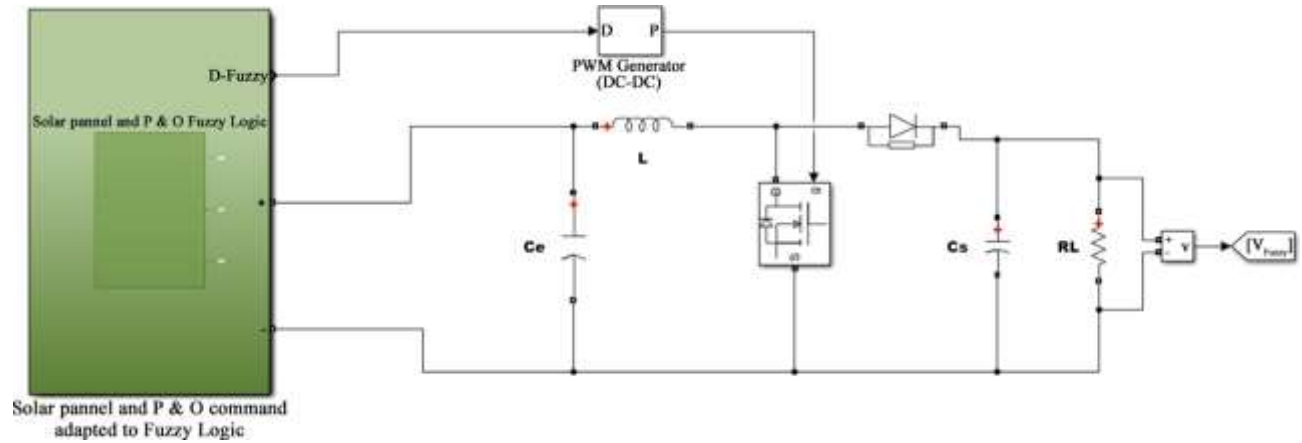 D-Fuzzy
Solar pannel and P & O Fuzzy Logic
+
-
Solar pannel and P & O command
adapted to Fuzzy Logic
D P
PWM Generator
(DC-DC)
+
L
+
Ce
D
g
S
+
Cs
+
RL
+
-
v
[V_Fuzzy]